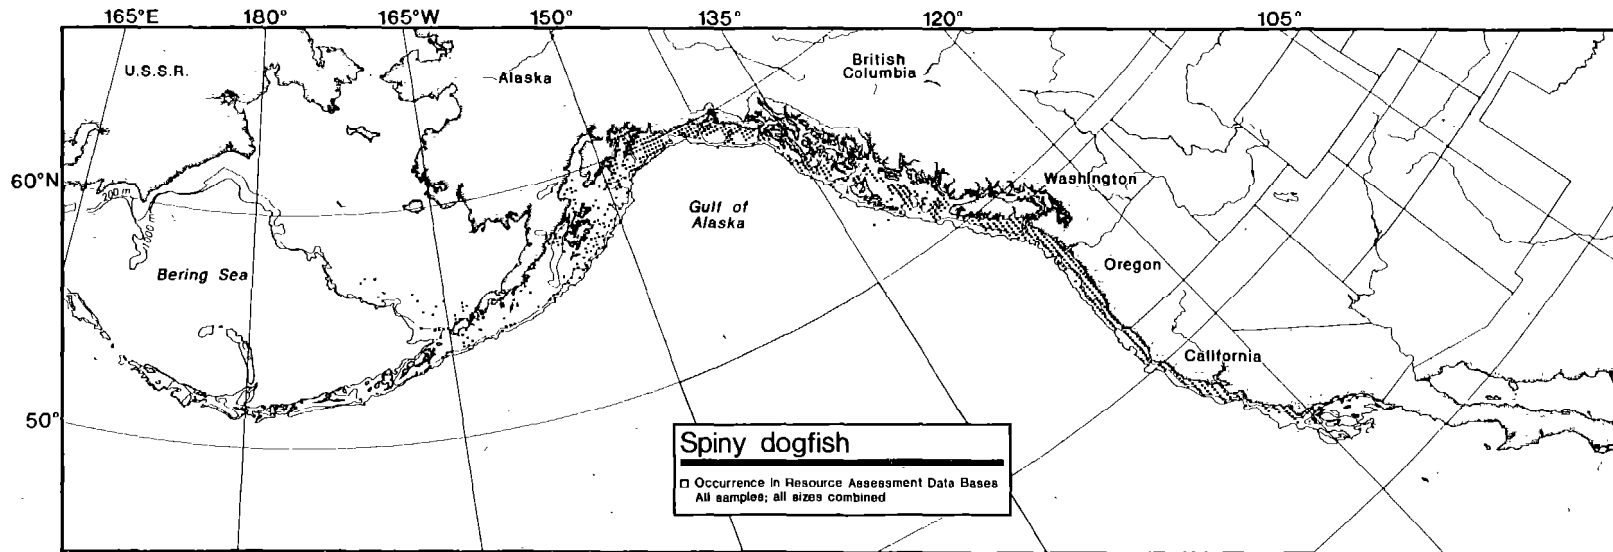 165°E 180° 165°W 150° 135° 120° 105°
U.S.S.R.
Alaska
British
Columbia
60°N
Washington
Gulf of
Alaska
Bering Sea
Oregon
California
50°
Spiny dogfish
Occurrence in Resource Assessment Data Bases
All samples; all sizes combined